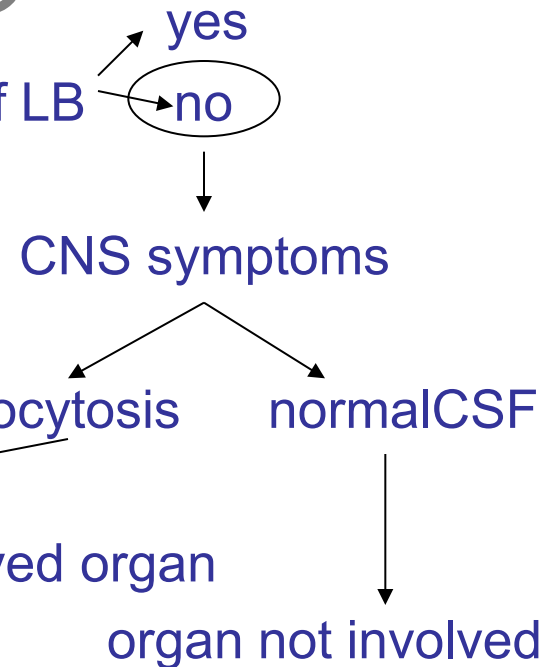 yes
f LB
no
CNS symptoms
ocytosis
normalCSF
ved organ
organ not involved